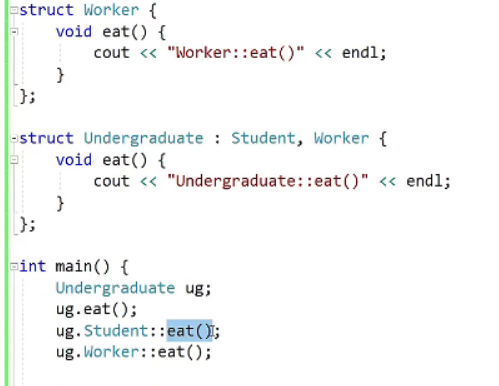 struct Worker {
void eat() {
cout << "Worker::eat()" << endl;
}
};
struct Undergraduate : Student, Worker {
void eat() {
cout << "Undergraduate::eat()" << endl;
}
};
int main() {
Undergraduate ug;
ug.eat();
ug.Student::eat();
ug.Worker::eat();